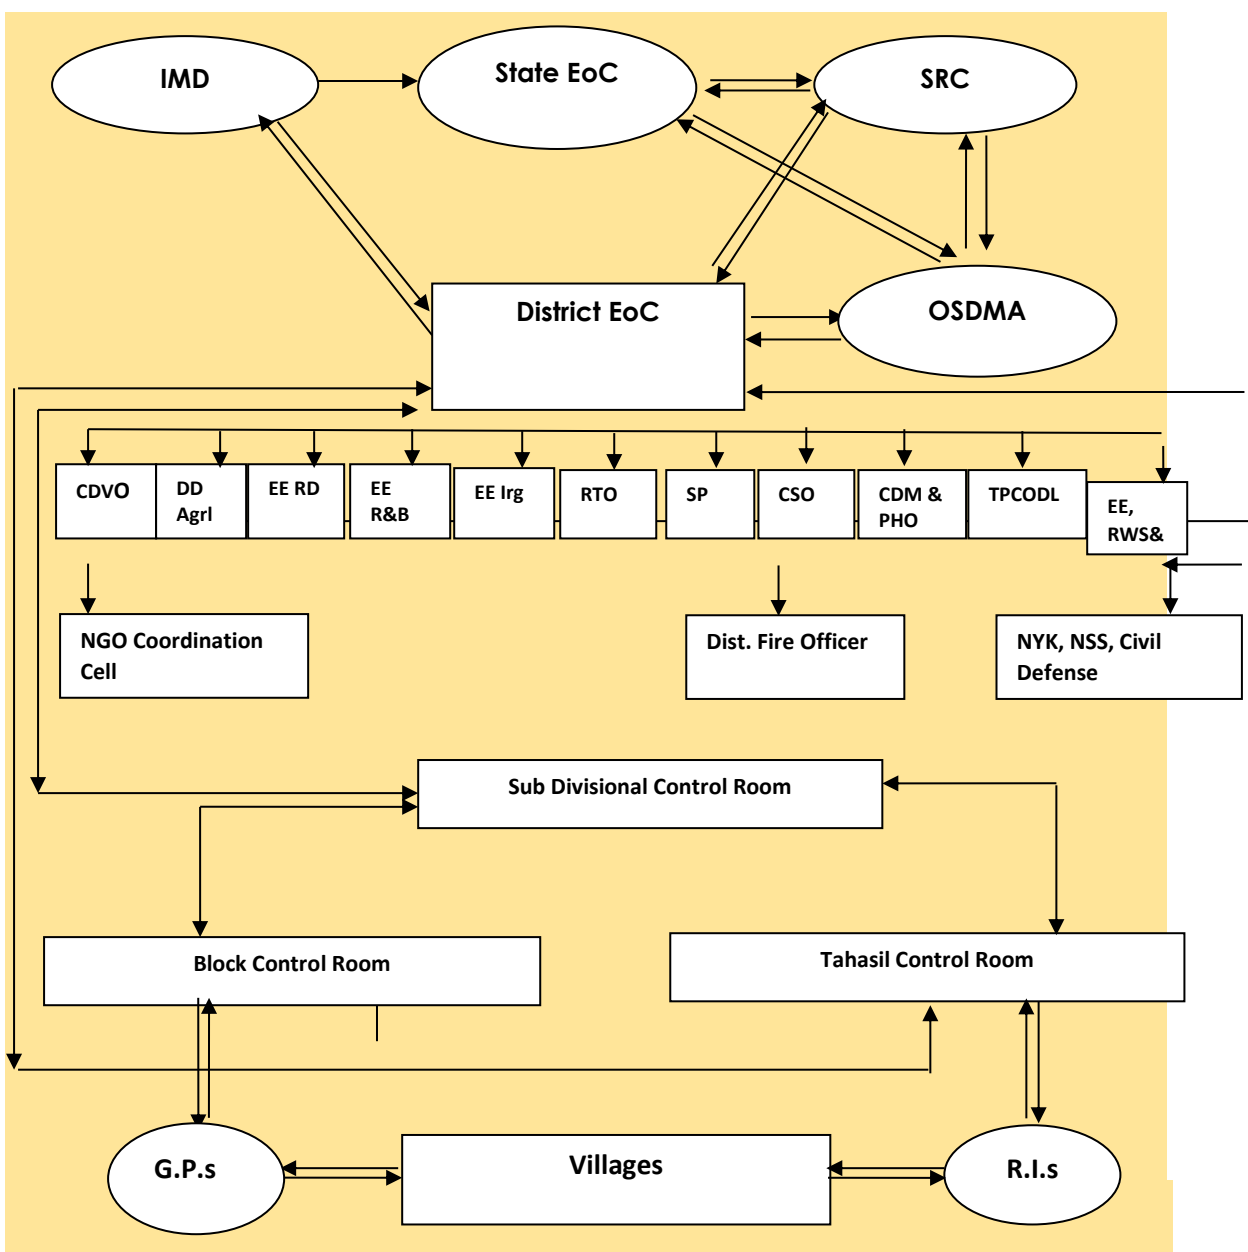 IMD
State EoC
SRC
District EoC
OSDMA
CDVO
DD
Agrl
EE RD
EE
R&B
EE Irg
RTO
SP
CSO
CDM &
PHO
TPCODL
EE,
RWS&
NGO Coordination
Cell
Dist. Fire Officer
NYK, NSS, Civil
Defense
Sub Divisional Control Room
Block Control Room
Tahasil Control Room
G.P.s
Villages
R.I.s